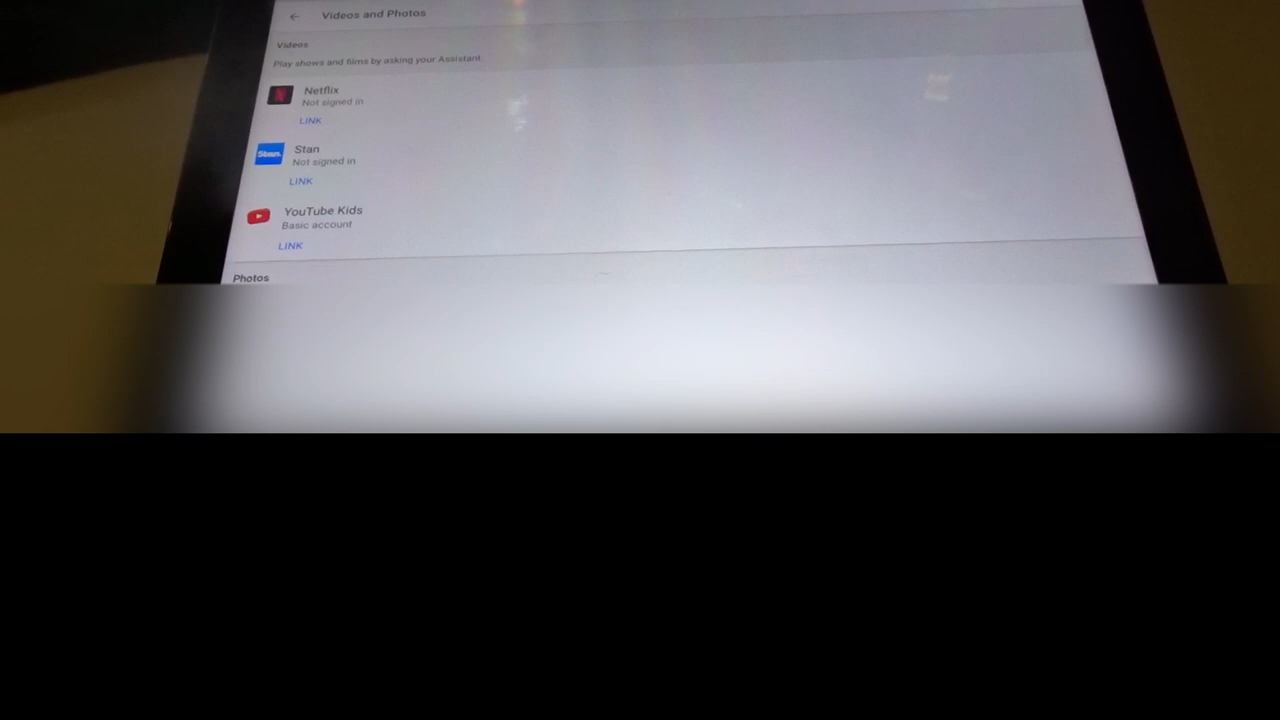 Videos and Photos
Videos
Play shows and films by asking your Assistant.
Netflix
Not signed in
LINK
Stan.
Stan
Not signed in
LINK
YouTube Kids
Basic account
LINK
Photos